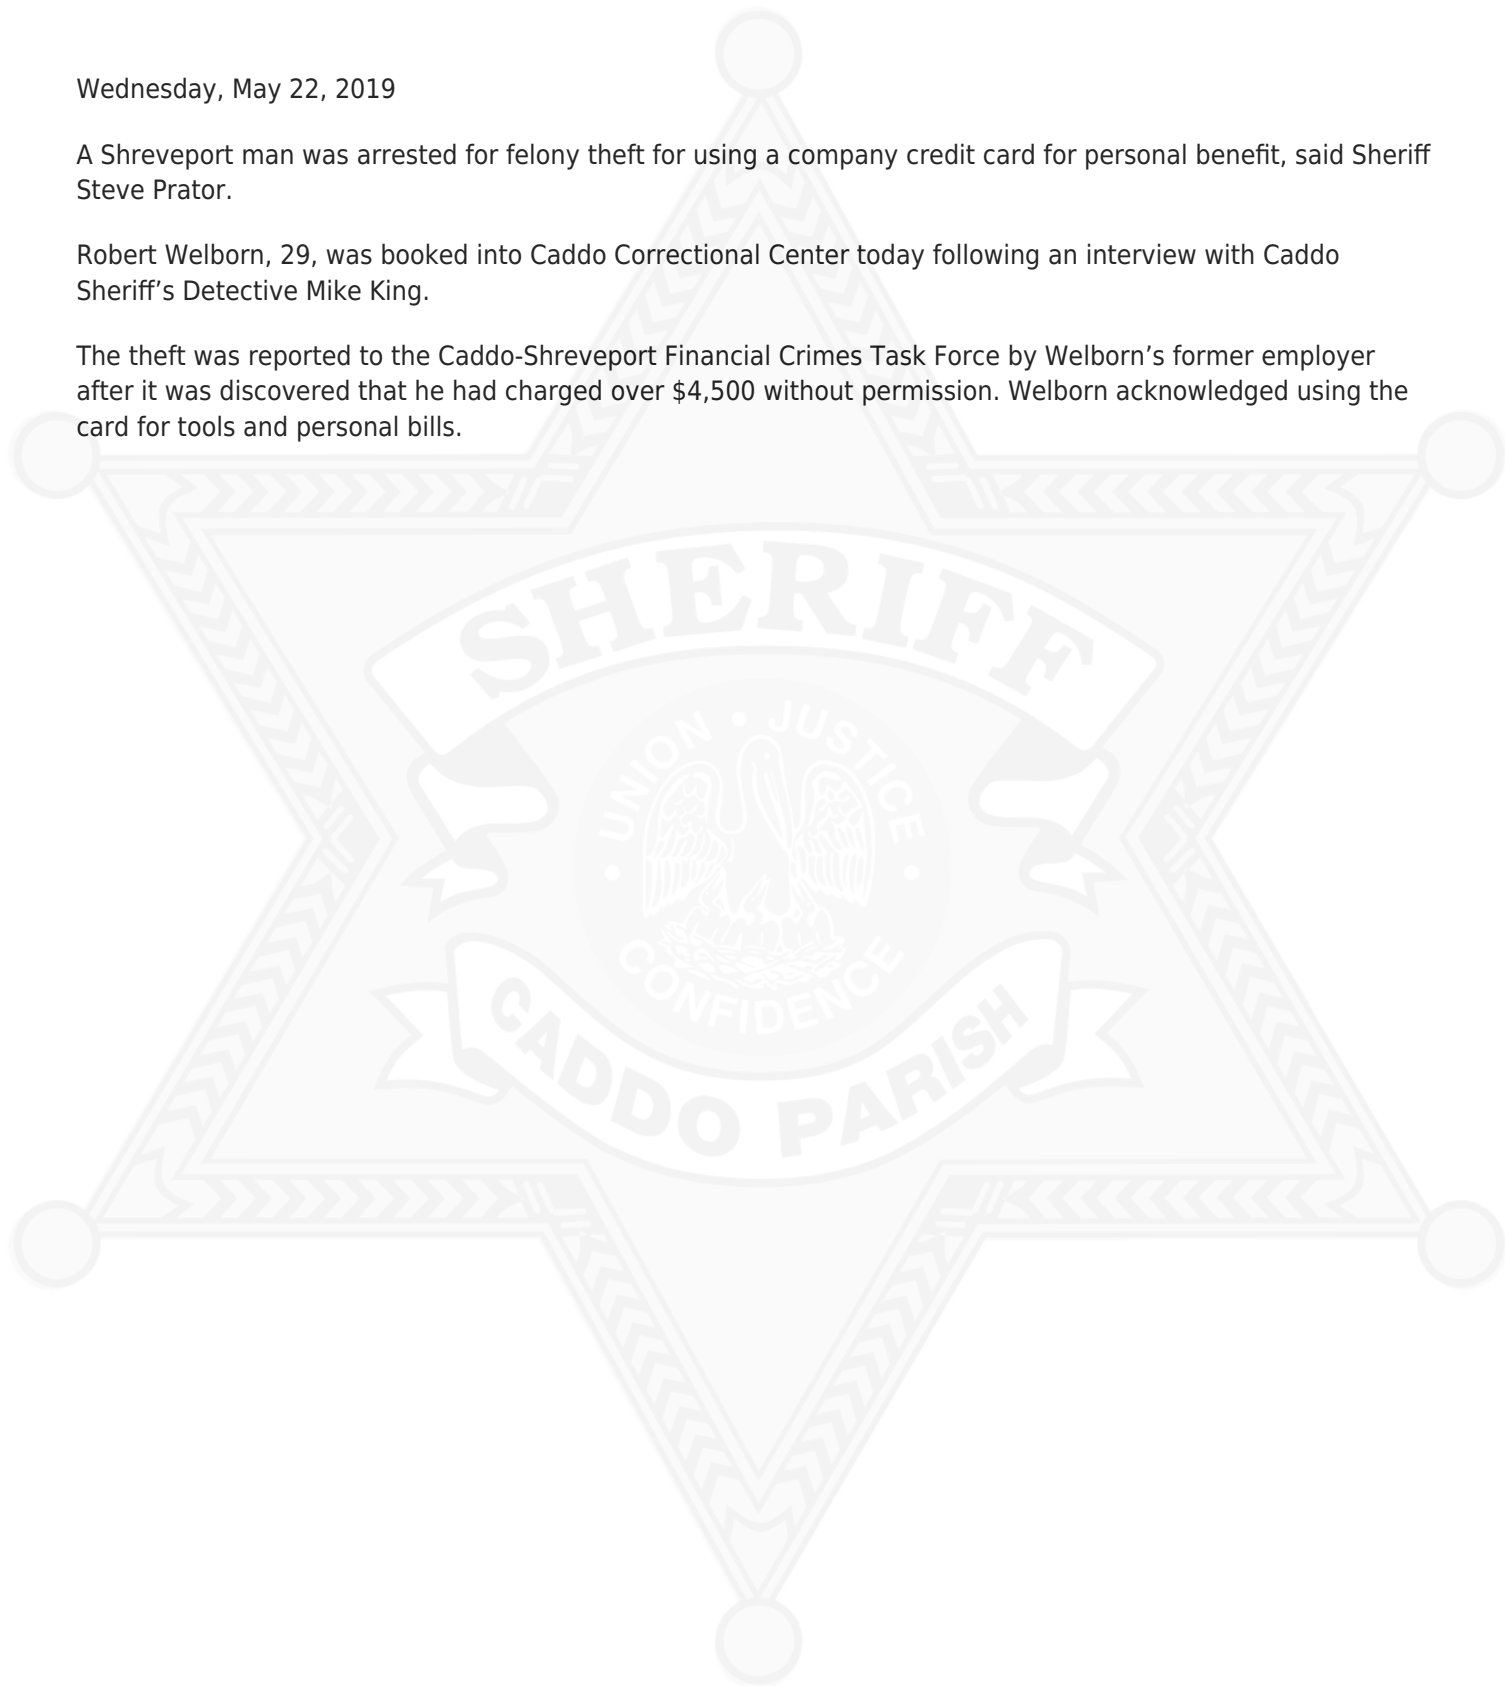 Wednesday, May 22, 2019
A Shreveport man was arrested for felony theft for using a company credit card for personal benefit, said Sheriff
Steve Prator.
Robert Welborn, 29, was booked into Caddo Correctional Center today following an interview with Caddo
Sheriff’s Detective Mike King.
The theft was reported to the Caddo-Shreveport Financial Crimes Task Force by Welborn’s former employer
after it was discovered that he had charged over $4,500 without permission. Welborn acknowledged using the
card for tools and personal bills.
SHERIFF
UNION • JUSTICE
• CONFIDENCE •
CADDO PARISH